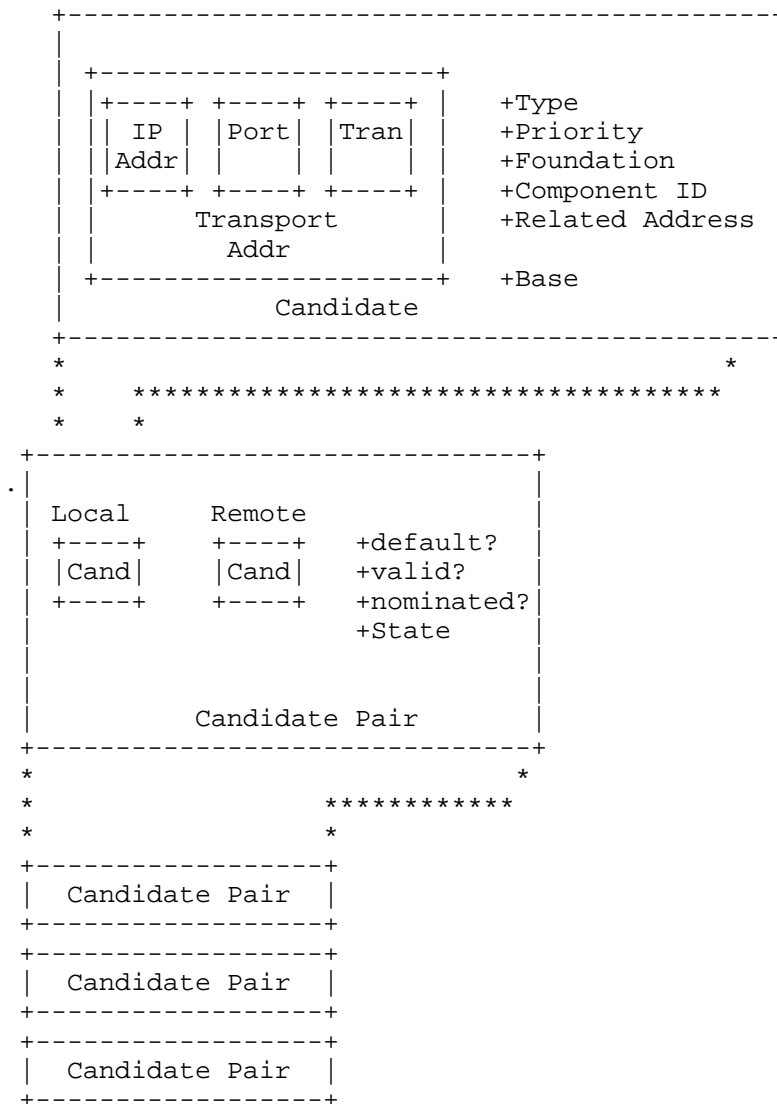 +--------------------------------------------
|
| +---------------------+
| |+----+ +----+ +----+ |   +Type
| || IP | |Port| |Tran| |   +Priority
| ||Addr| |    | |    | |   +Foundation
| |+----+ +----+ +----+ |   +Component ID
| |      Transport      |   +Related Address
| |        Addr         |
| +---------------------+   +Base
|             Candidate
+--------------------------------------------
*                                         *
*    *************************************
*    *
+-------------------------------+
.|                               |
| Local     Remote              |
| +----+    +----+   +default?  |
| |Cand|    |Cand|   +valid?    |
| +----+    +----+   +nominated?|
|                    +State     |
|                               |
|                               |
|          Candidate Pair       |
+-------------------------------+
*                              *
*                  ************
*                  *
+------------------+
|  Candidate Pair  |
+------------------+
+------------------+
|  Candidate Pair  |
+------------------+
+------------------+
|  Candidate Pair  |
+------------------+